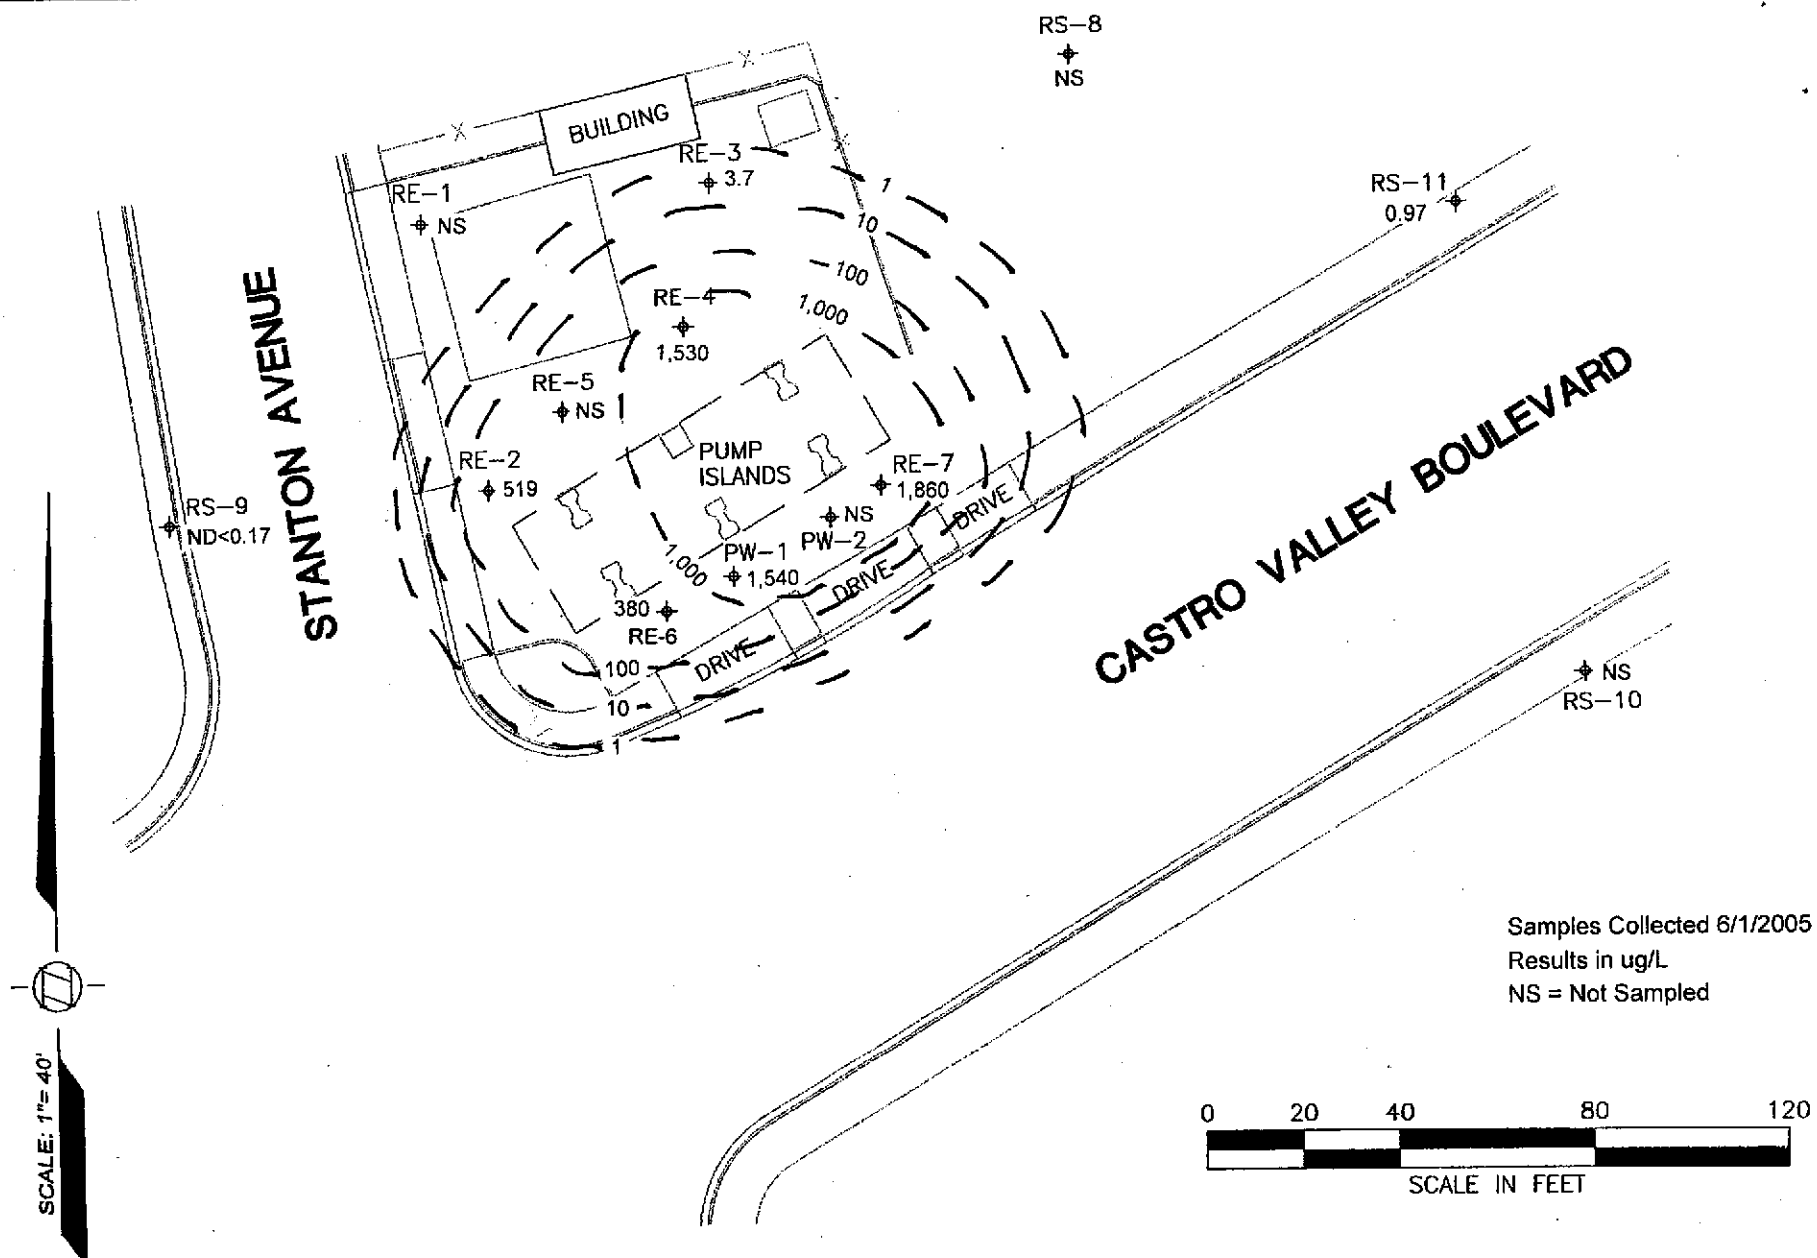 RS-8
NS
BUILDING
RE-3
3.7
RE-1
NS
1
10
100
1,000
RS-11
0.97
RE-4
1,530
RE-5
NS
STANTON AVENUE
PUMP
ISLANDS
RE-2
519
RE-7
1,860
RS-9
ND<0.17
NS
PW-2
DRIVE
1,000
PW-1
1,540
DRIVE
380
RE-6
100
DRIVE
10
1
CASTRO VALLEY BOULEVARD
NS
RS-10
Samples Collected 6/1/2005
Results in ug/L
NS = Not Sampled
SCALE: 1"= 40'
0 20 40 80 120
SCALE IN FEET